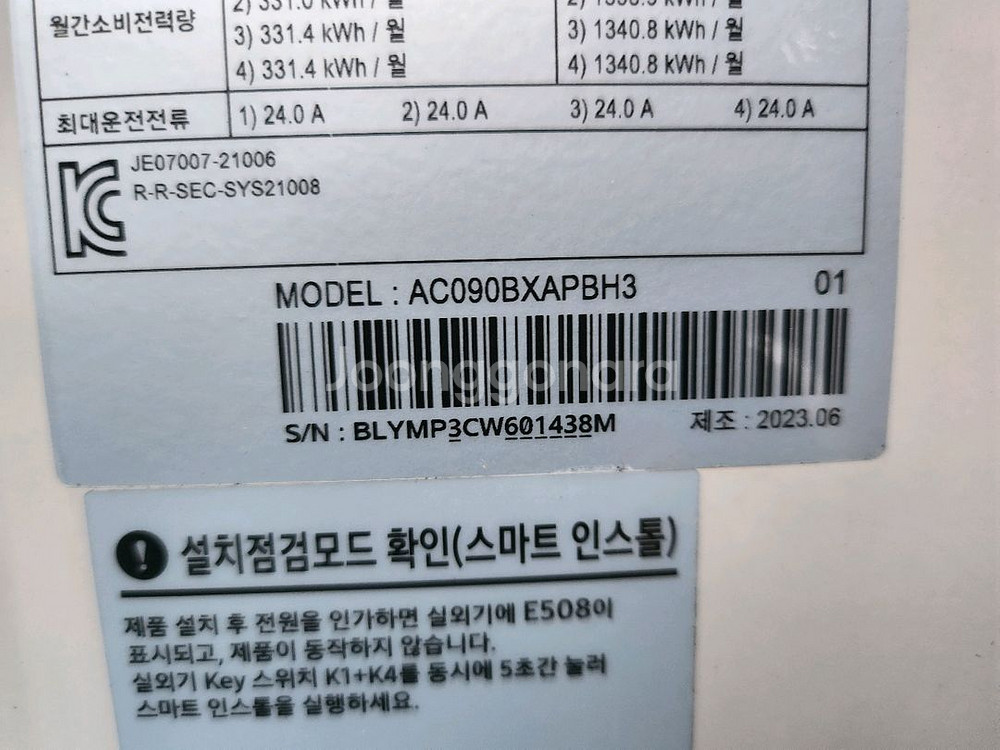 월간소비전력량
2) 331.0 kWh / 월
3) 331.4 kWh / 월 3) 1340.8 kWh / 월
4) 331.4 kWh / 월 4) 1340.8 kWh / 월
최대운전전류 1) 24.0 A 2) 24.0 A 3) 24.0 A 4) 24.0 A
JE07007-21006
R-R-SEC-SYS21008
MODEL : AC090BXAPBH3 01
Joonggonara
S/N : BLYMP3CW601438M 제조 : 2023.06
설치점검모드 확인(스마트 인스톨)
제품 설치 후 전원을 인가하면 실외기에 E508이
표시되고, 제품이 동작하지 않습니다.
실외기 Key 스위치 K1+K4를 동시에 5초간 눌러
스마트 인스톨을 실행하세요.